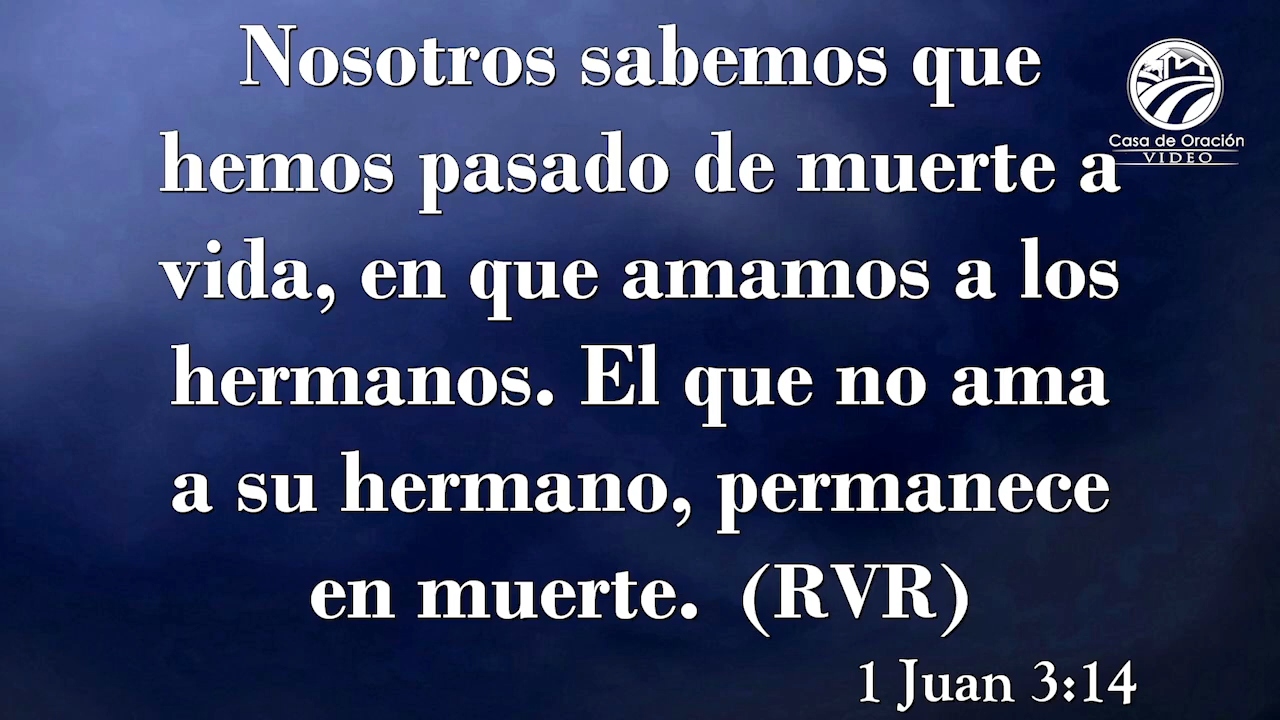 Nosotros sabemos que
hemos pasado de muerte a
vida, en que amamos a los
hermanos. El que no ama
a su hermano, permanece
en muerte. (RVR)
1 Juan 3:14
Casa de Oración
VIDEO